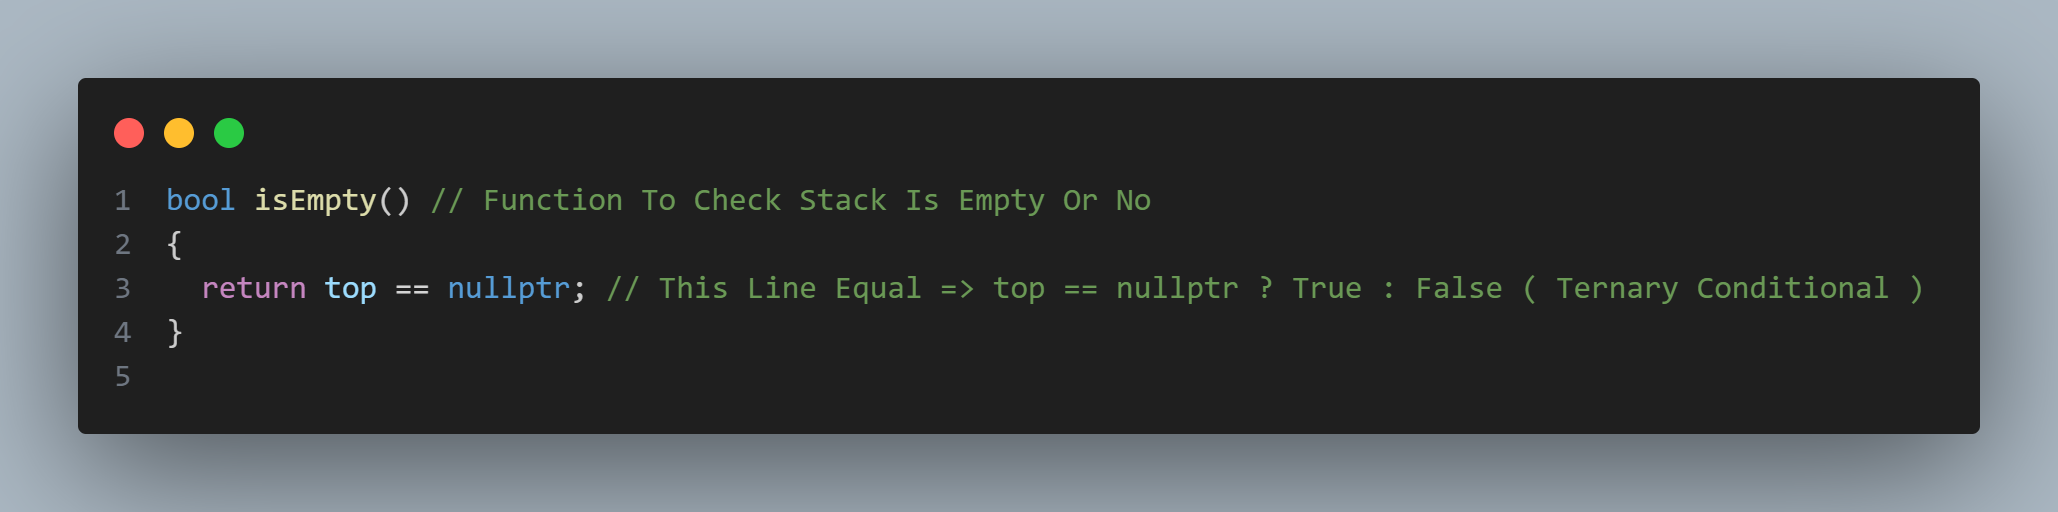 1 bool isEmpty() // Function To Check Stack Is Empty Or No
2 {
3   return top == nullptr; // This Line Equal => top == nullptr ? True : False ( Ternary Conditional )
4 }
5